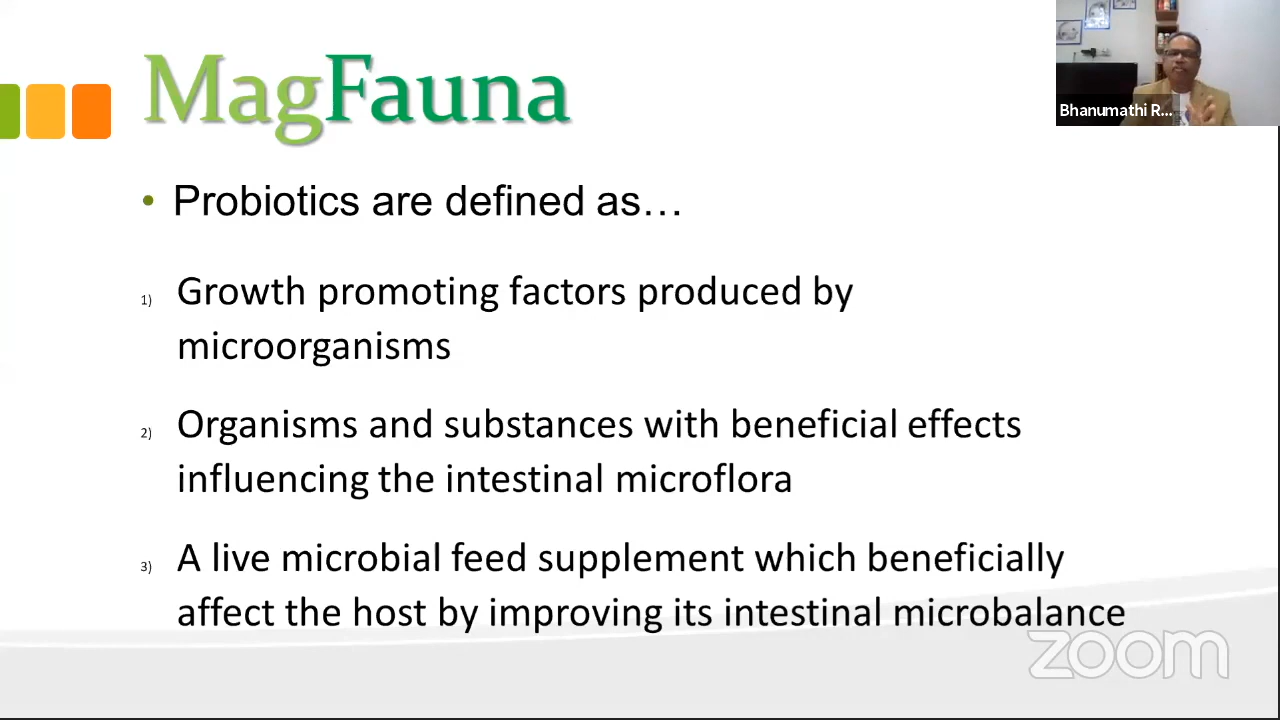 MagFauna
Bhanumathi R...
• Probiotics are defined as…
1) Growth promoting factors produced by
microorganisms
2) Organisms and substances with beneficial effects
influencing the intestinal microflora
3) A live microbial feed supplement which beneficially
affect the host by improving its intestinal microbalance
zoom